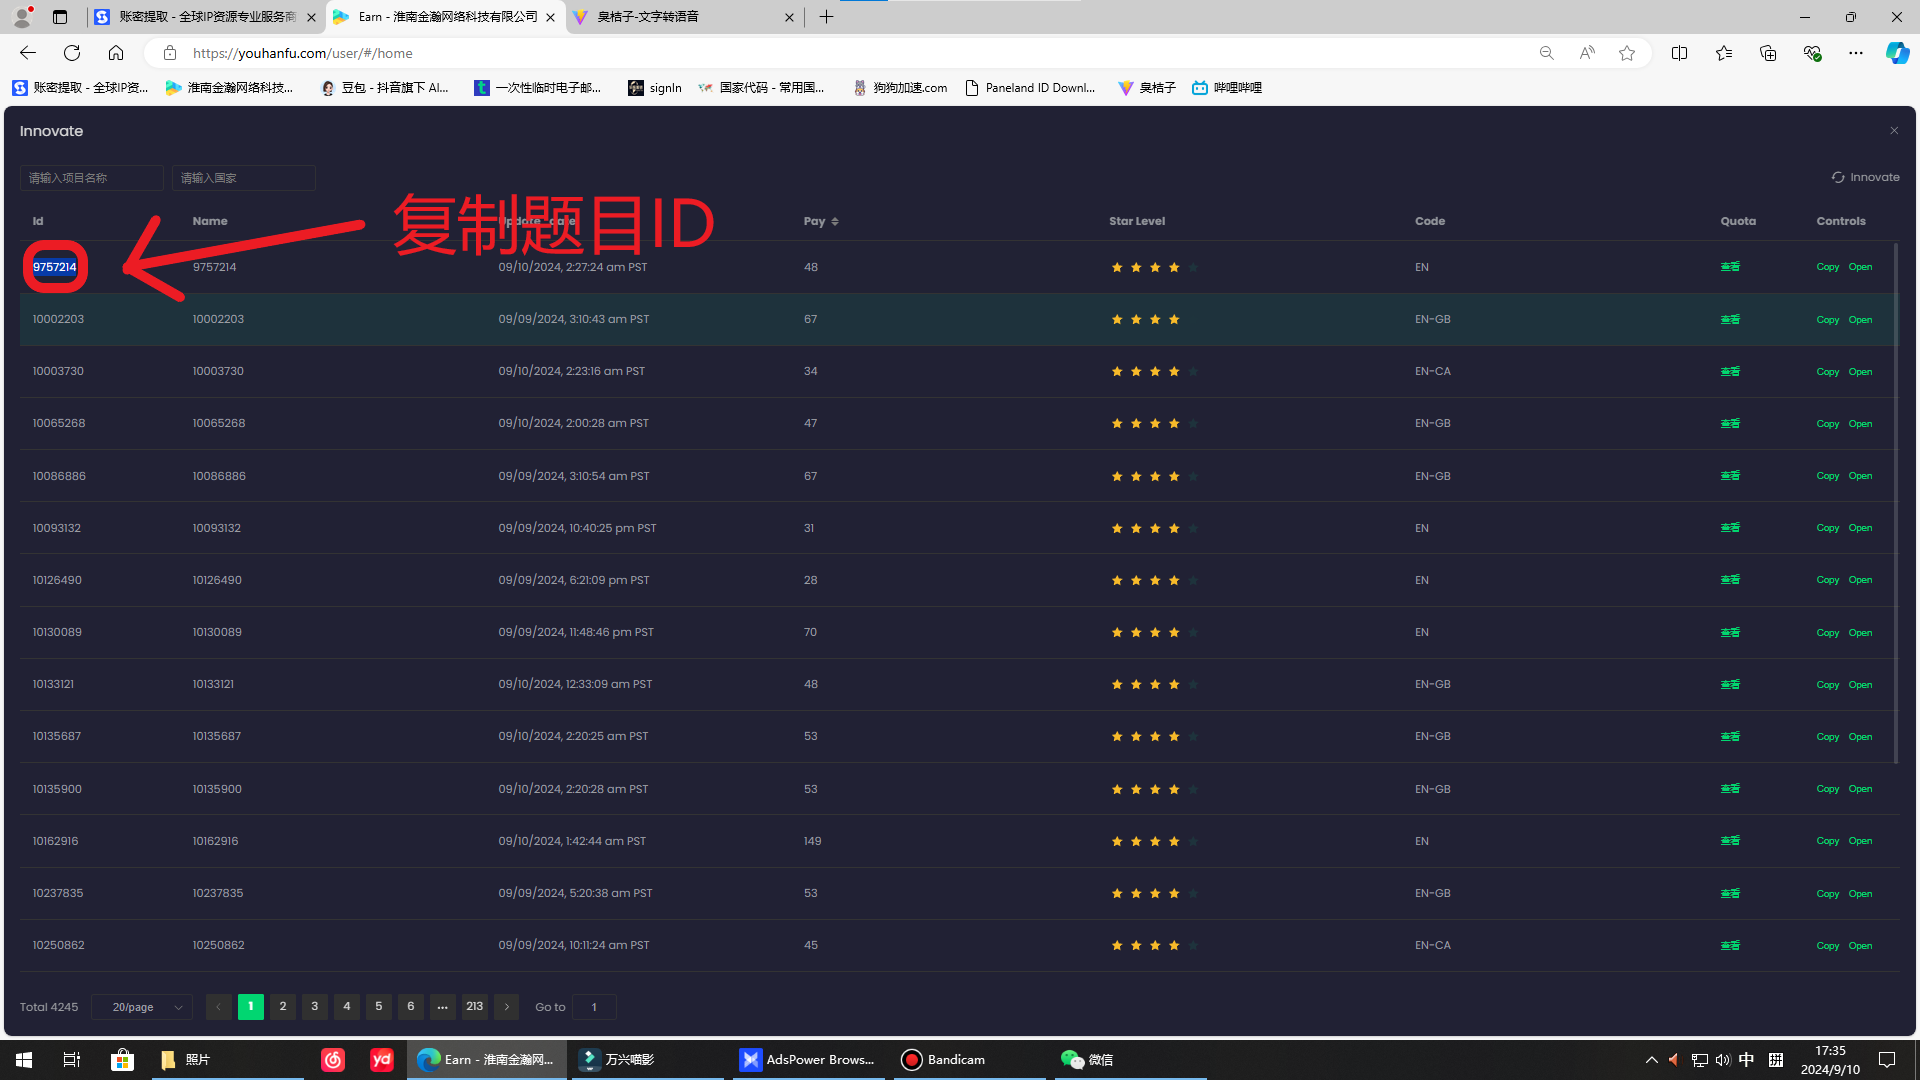 账密提取 - 全球IP资源专业服务商
Earn - 淮南金瀚网络科技有限公司
臭桔子-文字转语音
https://youhanfu.com/user/#/home
账密提取 - 全球IP资...
淮南金瀚网络科技...
豆包 - 抖音旗下 AI...
一次性临时电子邮...
signIn
国家代码 - 常用国...
狗狗加速.com
Paneland ID Downl...
臭桔子
哔哩哔哩
Innovate
请输入项目名称
请输入国家
Innovate
复制题目ID
Id Name Update_date Pay Star Level Code Quota Controls
9757214 9757214 09/10/2024, 2:27:24 am PST 48 EN 查看 Copy Open
10002203 10002203 09/09/2024, 3:10:43 am PST 67 EN-GB 查看 Copy Open
10003730 10003730 09/10/2024, 2:23:16 am PST 34 EN-CA 查看 Copy Open
10065268 10065268 09/10/2024, 2:00:28 am PST 47 EN-GB 查看 Copy Open
10086886 10086886 09/09/2024, 3:10:54 am PST 67 EN-GB 查看 Copy Open
10093132 10093132 09/09/2024, 10:40:25 pm PST 31 EN 查看 Copy Open
10126490 10126490 09/09/2024, 6:21:09 pm PST 28 EN 查看 Copy Open
10130089 10130089 09/09/2024, 11:48:46 pm PST 70 EN 查看 Copy Open
10133121 10133121 09/10/2024, 12:33:09 am PST 48 EN-GB 查看 Copy Open
10135687 10135687 09/10/2024, 2:20:25 am PST 53 EN-GB 查看 Copy Open
10135900 10135900 09/10/2024, 2:20:28 am PST 53 EN-GB 查看 Copy Open
10162916 10162916 09/10/2024, 1:42:44 am PST 149 EN 查看 Copy Open
10237835 10237835 09/09/2024, 5:20:38 am PST 53 EN-GB 查看 Copy Open
10250862 10250862 09/09/2024, 10:11:24 am PST 45 EN-CA 查看 Copy Open
Total 4245 20/page 1 2 3 4 5 6 ... 213 Go to 1
照片
yd
Earn - 淮南金瀚网...
万兴喵影
AdsPower Brows...
Bandicam
微信
中
拼
17:35
2024/9/10